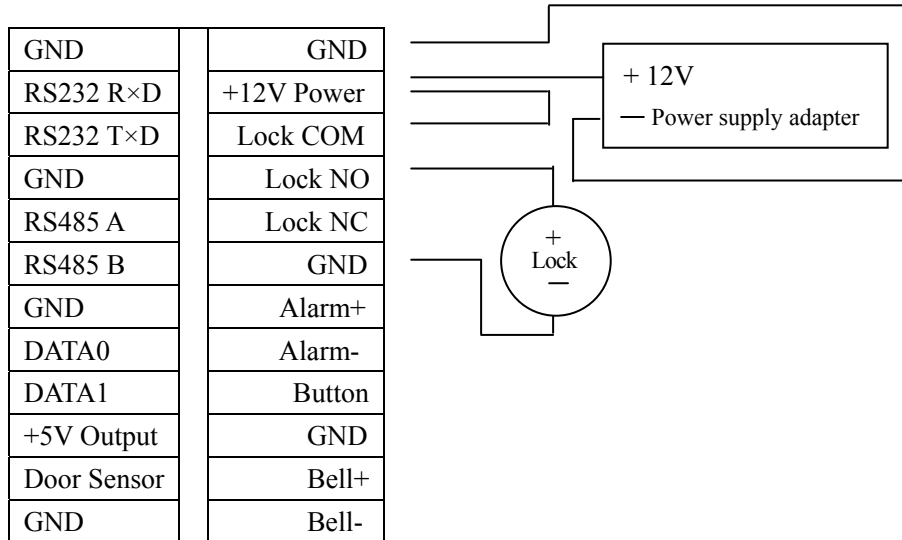 GND GND
RS232 R×D +12V Power
RS232 T×D Lock COM
GND Lock NO
RS485 A Lock NC
RS485 B GND
GND Alarm+
DATA0 Alarm-
DATA1 Button
+5V Output GND
Door Sensor Bell+
GND Bell-
+ 12V
— Power supply adapter
+
Lock
—